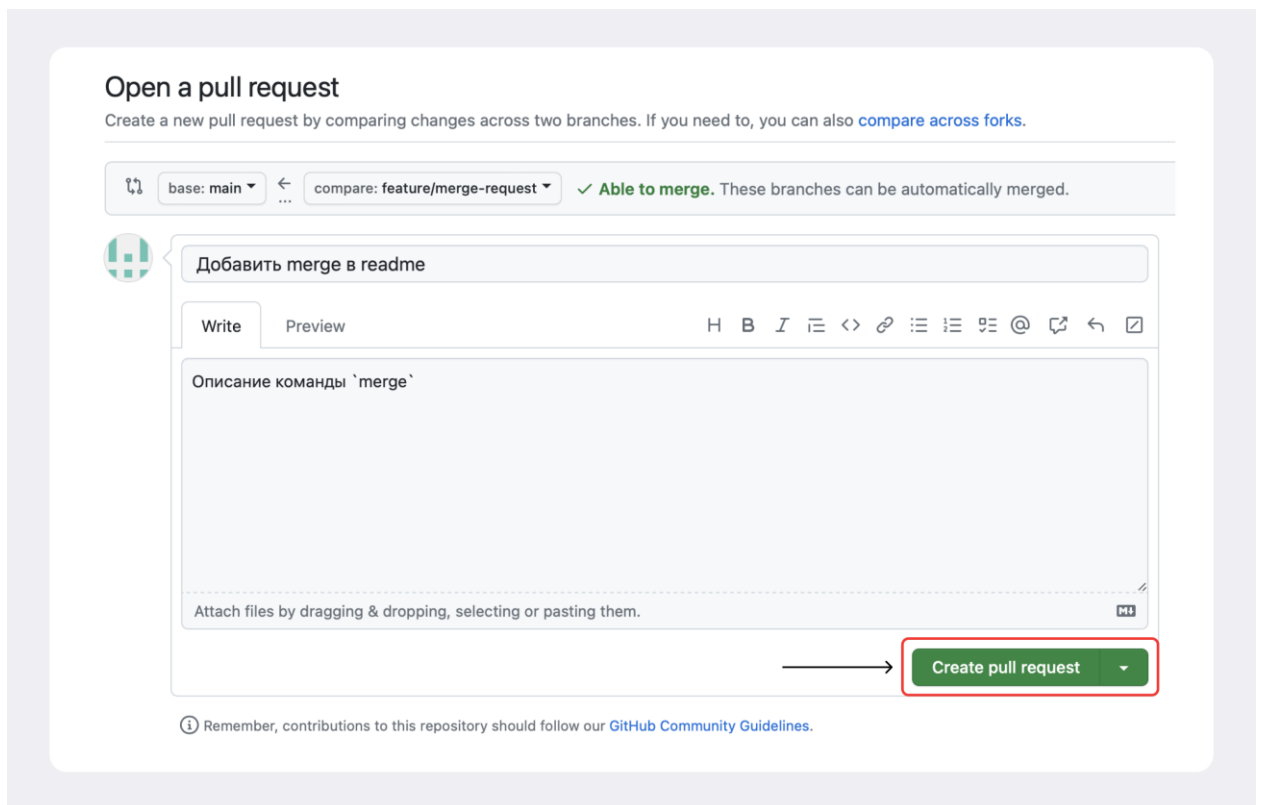 Open a pull request
Create a new pull request by comparing changes across two branches. If you need to, you can also compare across forks.
base: main ← ... compare: feature/merge-request ✓ Able to merge. These branches can be automatically merged.
Добавить merge в readme
Write Preview
Описание команды `merge`
Attach files by dragging & dropping, selecting or pasting them.
Create pull request
Remember, contributions to this repository should follow our GitHub Community Guidelines.